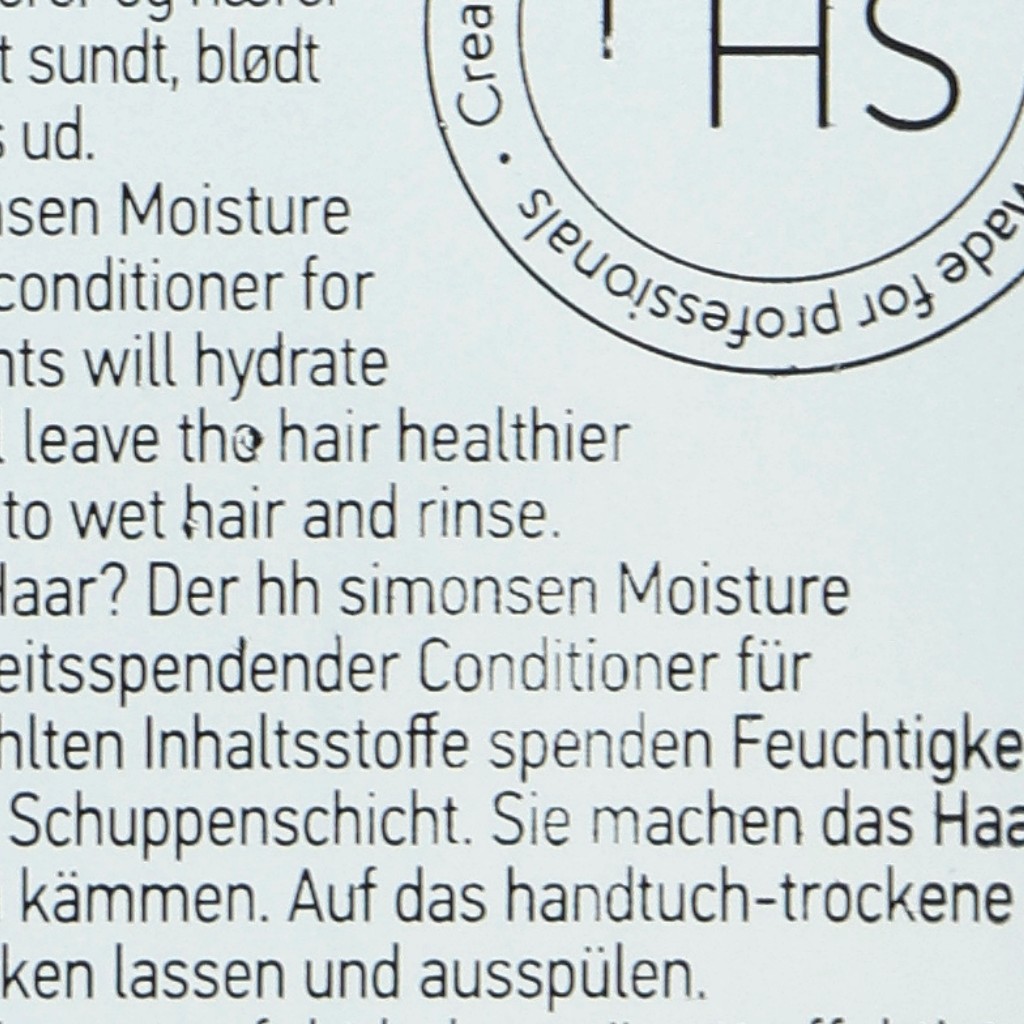 t sundt, blødt
s ud.
nsen Moisture
conditioner for
nts will hydrate
leave the hair healthier
to wet hair and rinse.
Haar? Der hh simonsen Moisture
eitsspendender Conditioner für
hlten Inhaltsstoffe spenden Feuchtigke
Schuppenschicht. Sie machen das Haa
kämmen. Auf das handtuch-trockene
ken lassen und ausspülen.
HS
Crea
Made for professionals •